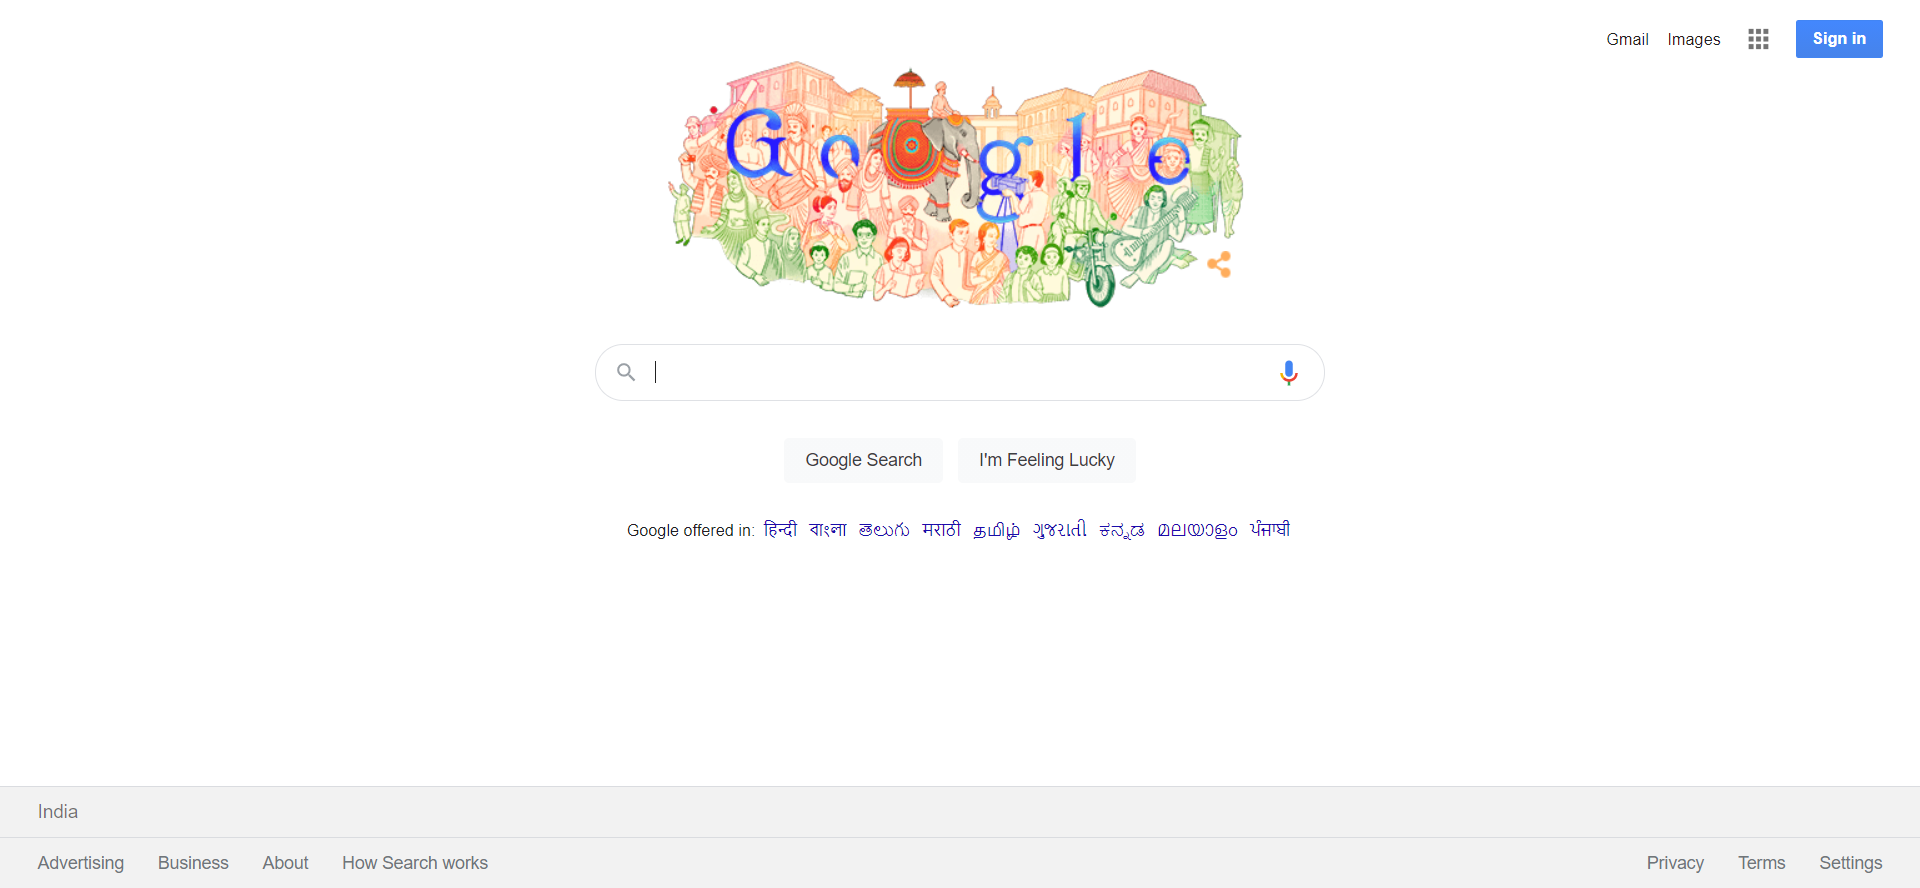 Gmail Images Sign in
Google
Google Search I'm Feeling Lucky
Google offered in: हिन्दी বাংলা తెలుగు मराठी தமிழ் ગુજરાતી ಕನ್ನಡ മലയാളം ਪੰਜਾਬੀ
India
Advertising Business About How Search works Privacy Terms Settings